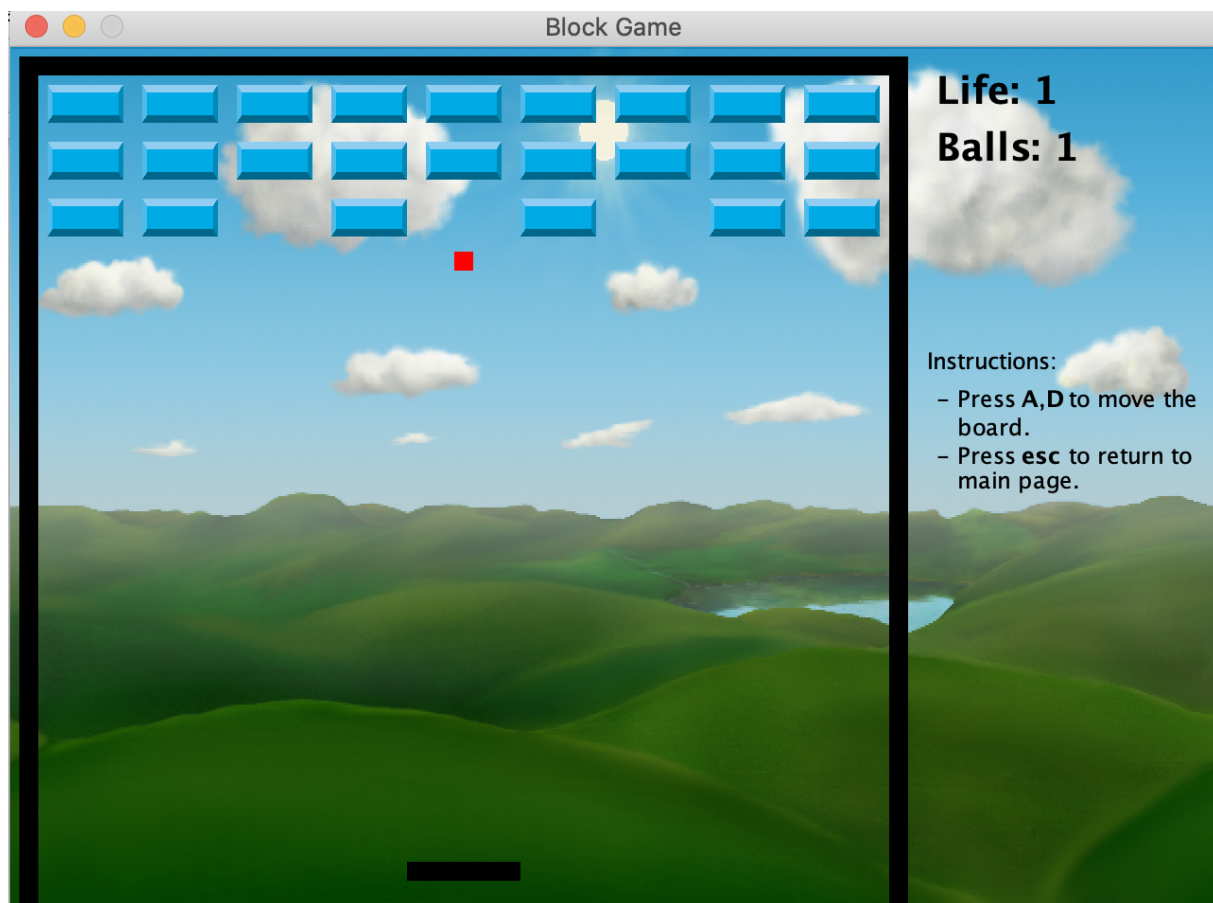 Block Game
Life: 1
Balls: 1
Instructions:
– Press A,D to move the
board.
– Press esc to return to
main page.